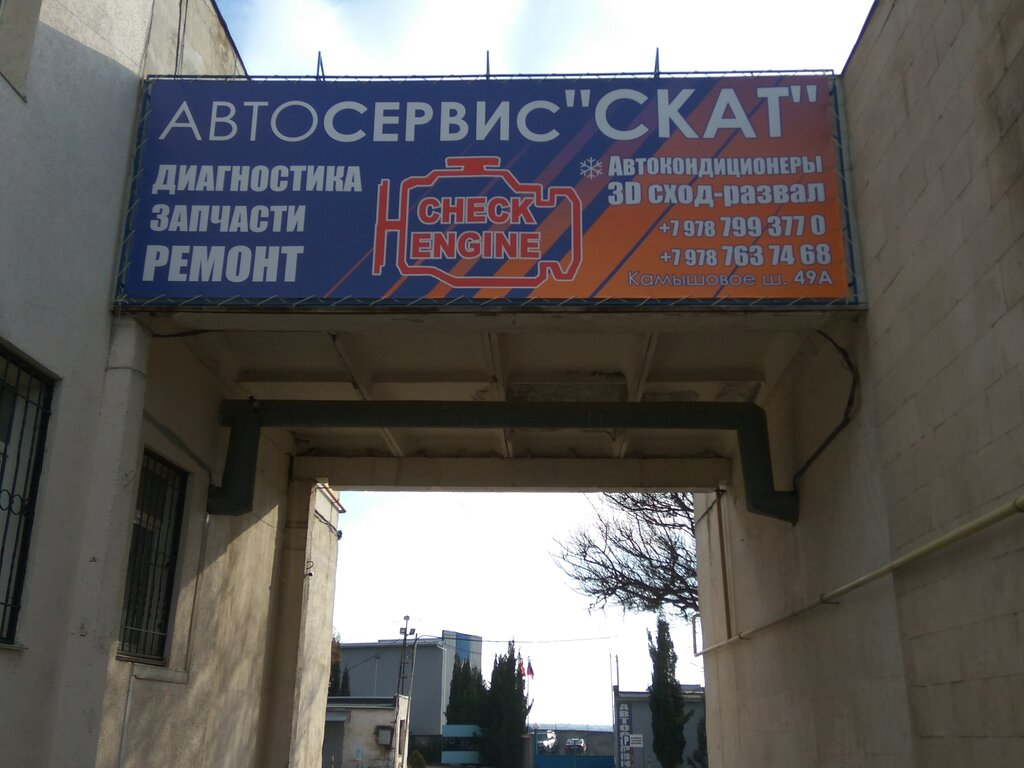 АВТОСЕРВИС "СКАТ"
ДИАГНОСТИКА
ЗАПЧАСТИ
РЕМОНТ
CHECK
ENGINE
Автокондиционеры
3D сход-развал
+7 978 799 377 0
+7 978 763 74 68
Камышовое ш. 49А